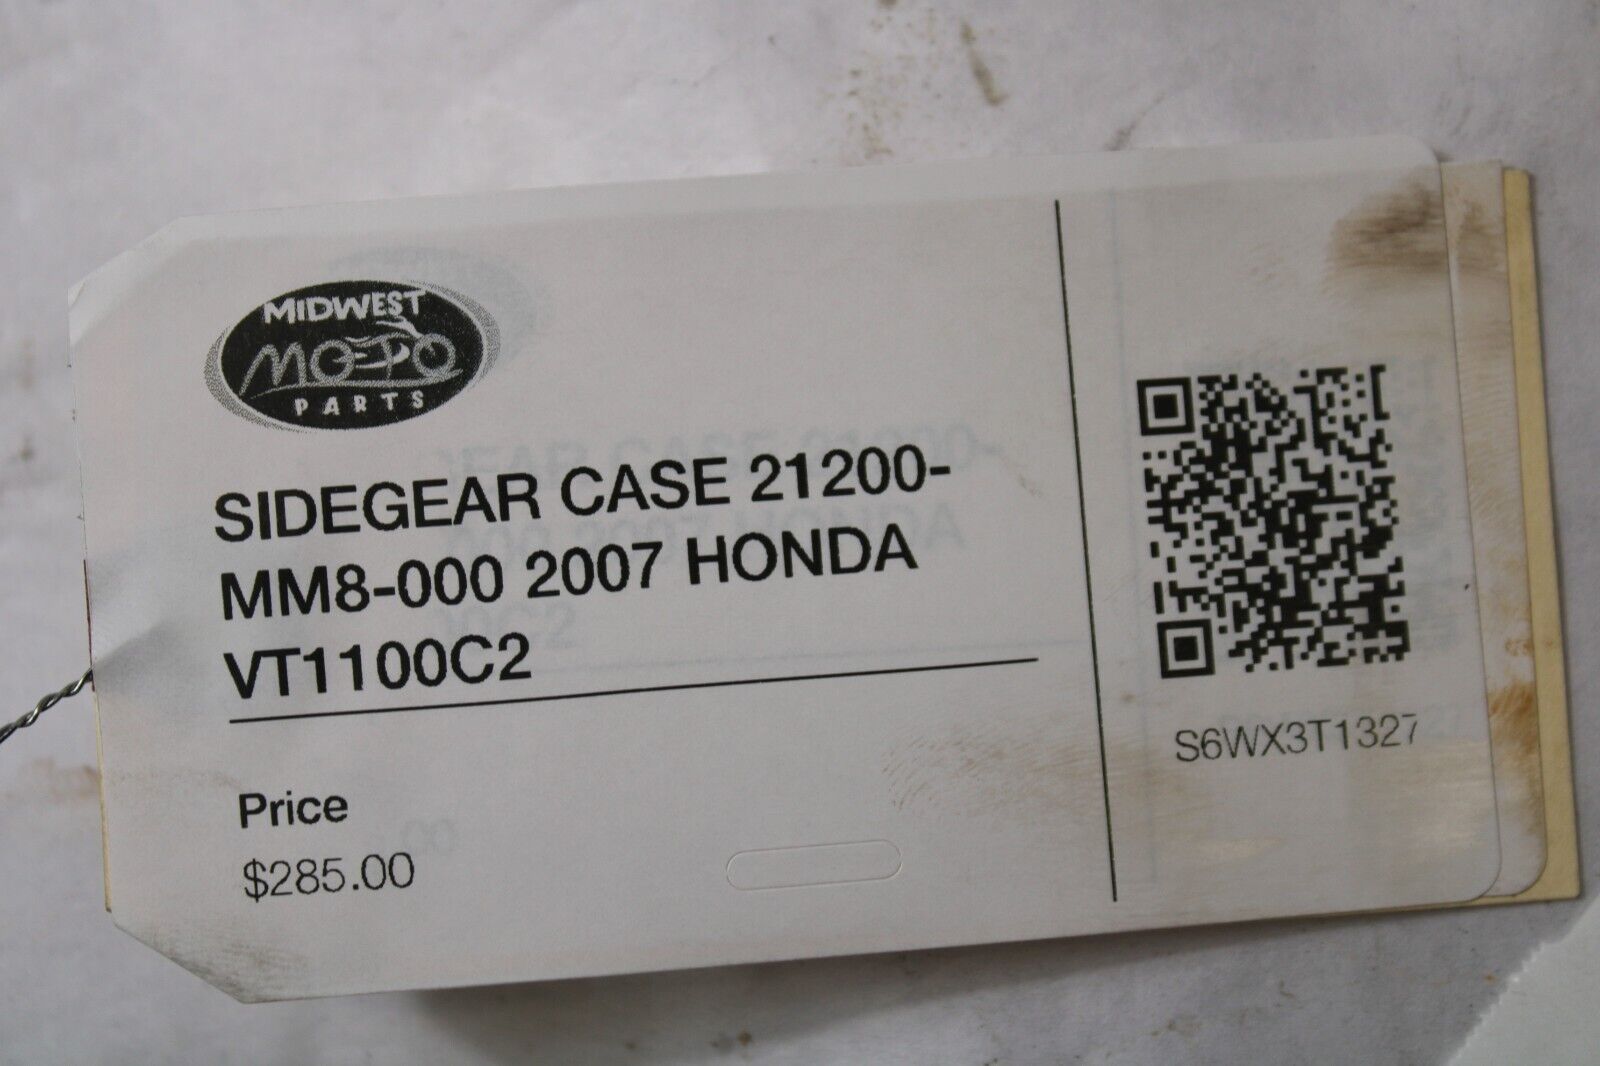 MIDWEST
MOTO
PARTS
SIDEGEAR CASE 21200-
MM8-000 2007 HONDA
VT1100C2
Price
$285.00
S6WX3T1327